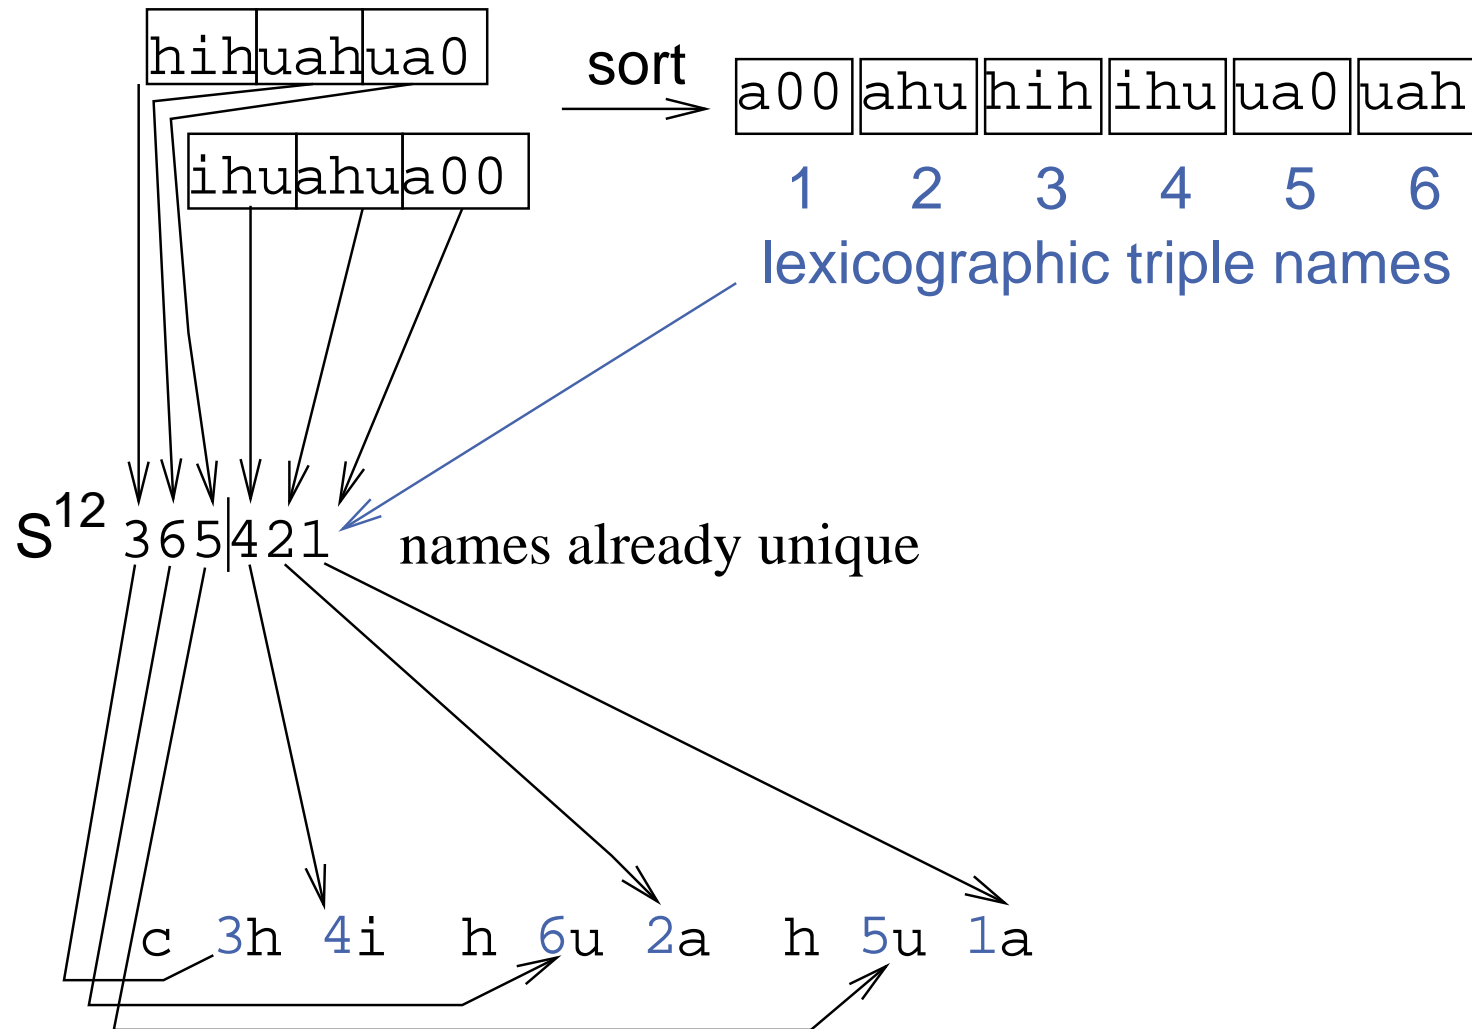 hihuahua0
sort
a00 ahu hih ihu ua0 uah
ihuahua00
1 2 3 4 5 6
lexicographic triple names
S12 365|421 names already unique
c 3h 4i h 6u 2a h 5u 1a